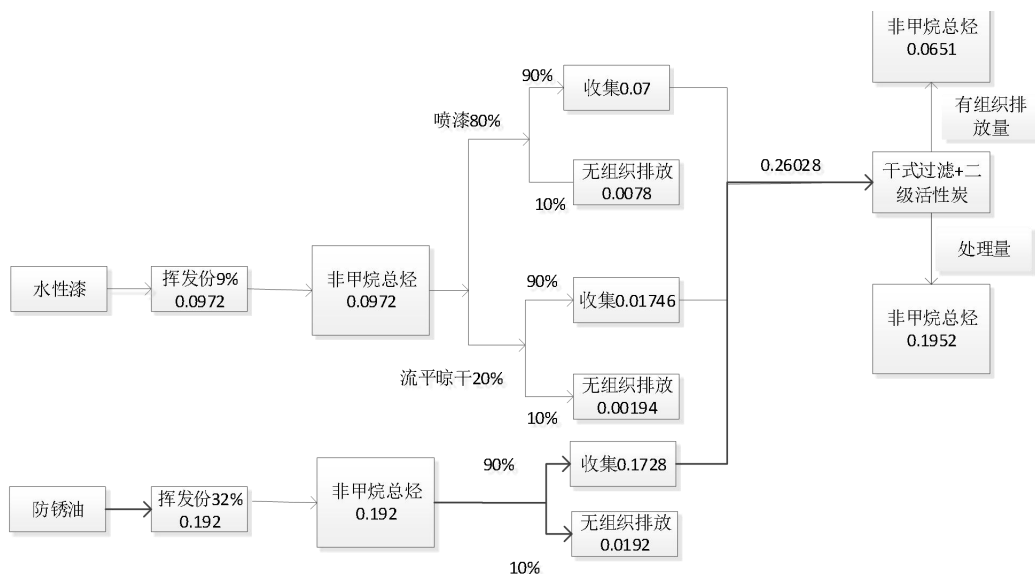 非甲烷总烃
0.0651
90%
收集0.07
有组织排
放量
喷漆80%
无组织排放
0.0078
10%
0.26028
干式过滤+二
级活性炭
处理量
水性漆
挥发份9%
0.0972
非甲烷总烃
0.0972
90%
收集0.01746
非甲烷总烃
0.1952
流平晾干20%
无组织排放
0.00194
10%
90%
收集0.1728
防锈油
挥发份32%
0.192
非甲烷总烃
0.192
无组织排放
0.0192
10%